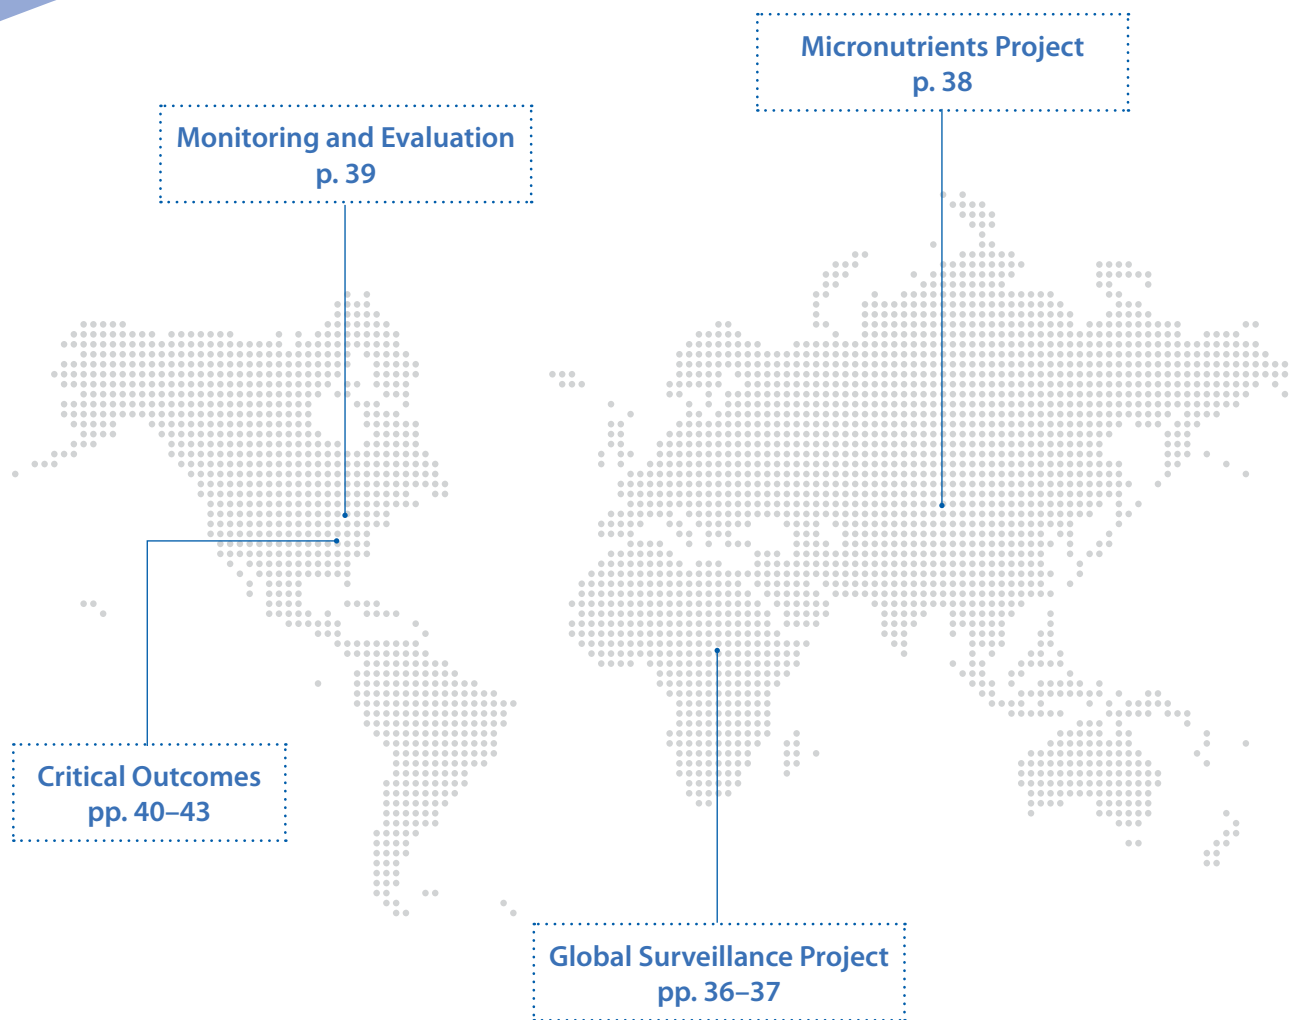 Micronutrients Project
p. 38
Monitoring and Evaluation
p. 39
Critical Outcomes
pp. 40–43
Global Surveillance Project
pp. 36–37